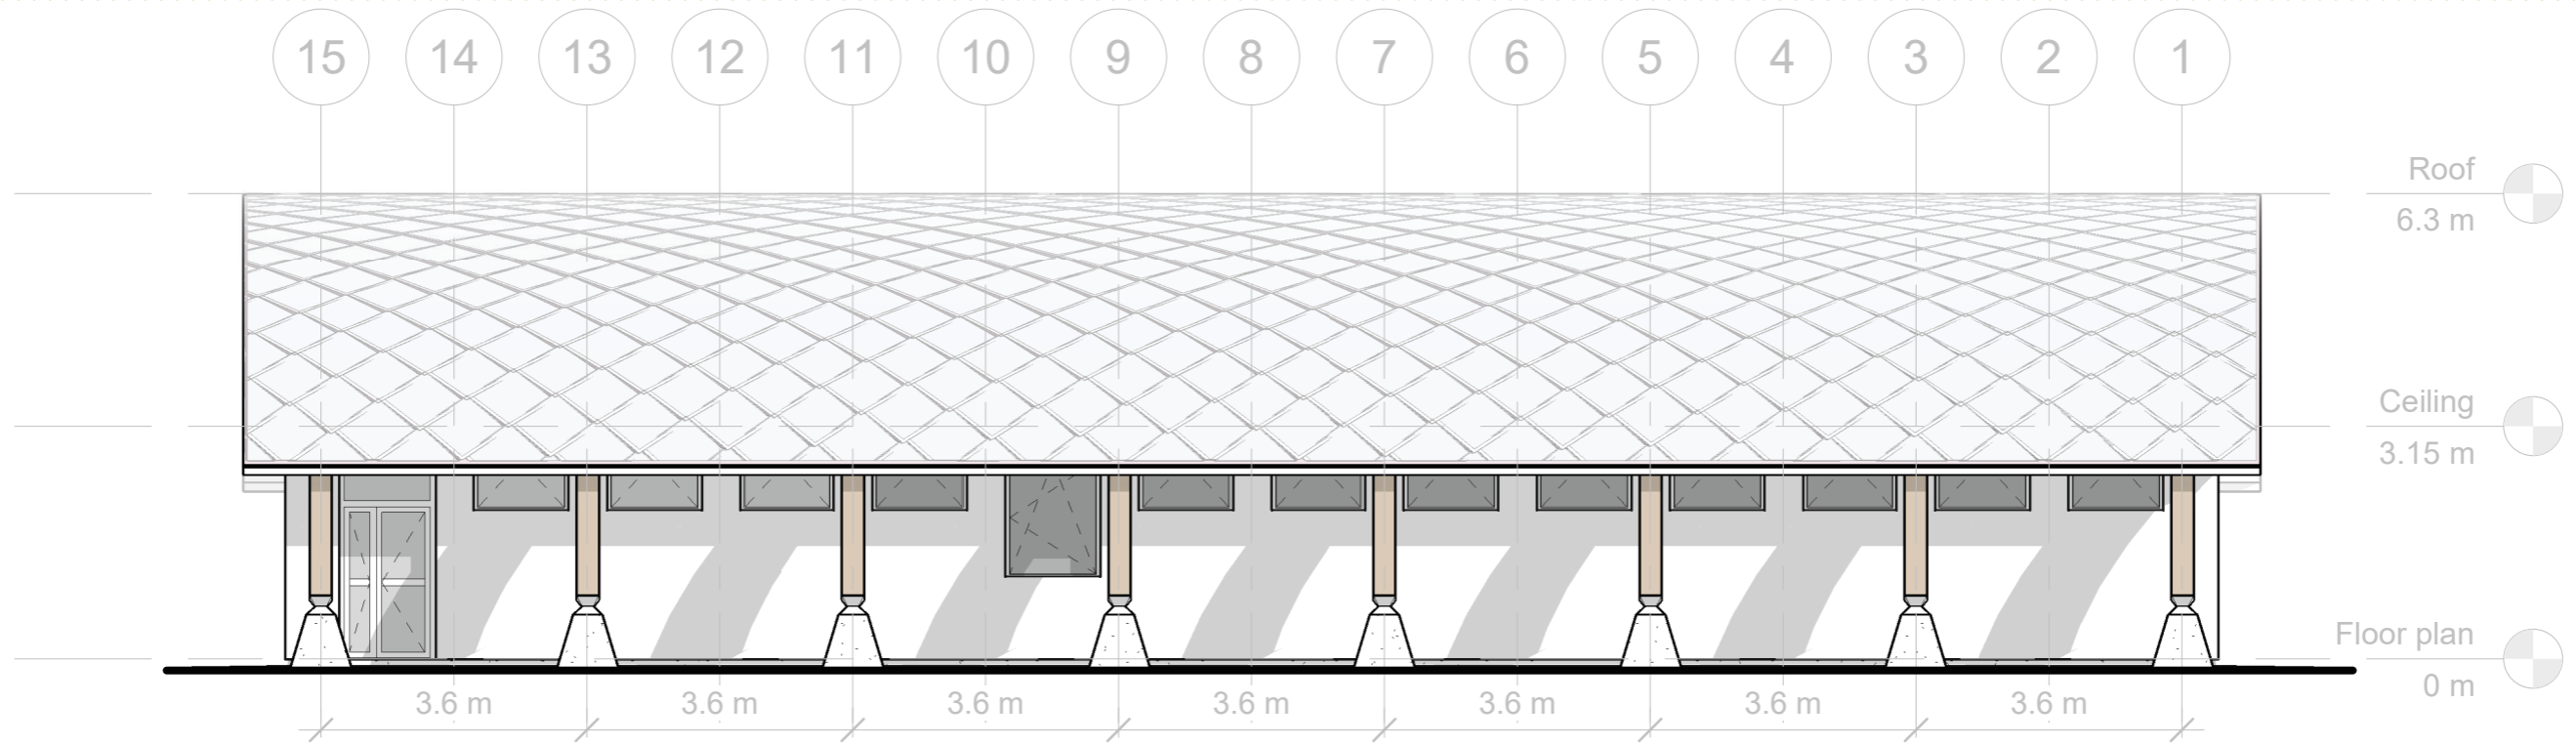 15 14 13 12 11 10 9 8 7 6 5 4 3 2 1
Roof
6.3 m
Ceiling
3.15 m
Floor plan
0 m
3.6 m 3.6 m 3.6 m 3.6 m 3.6 m 3.6 m 3.6 m